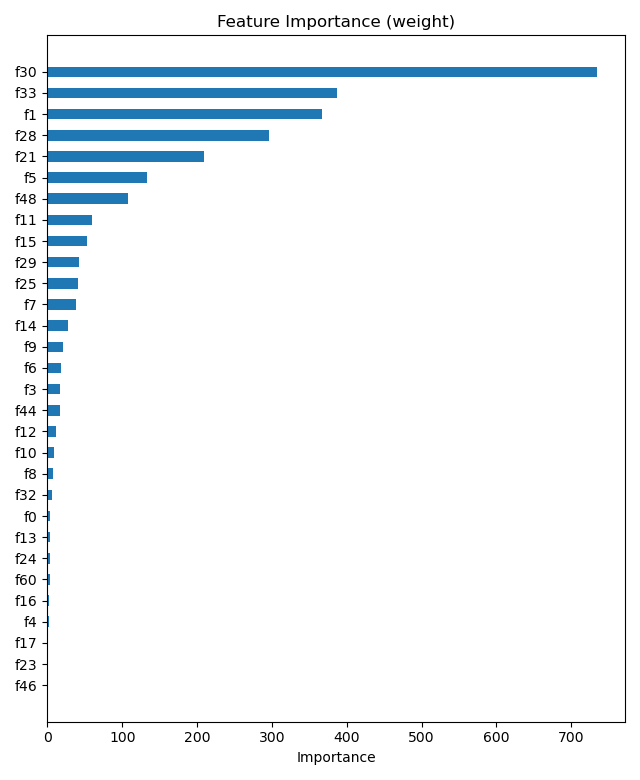 Feature Importance (weight)
f30
f33
f1
f28
f21
f5
f48
f11
f15
f29
f25
f7
f14
f9
f6
f3
f44
f12
f10
f8
f32
f0
f13
f24
f60
f16
f4
f17
f23
f46
0 100 200 300 400 500 600 700
Importance